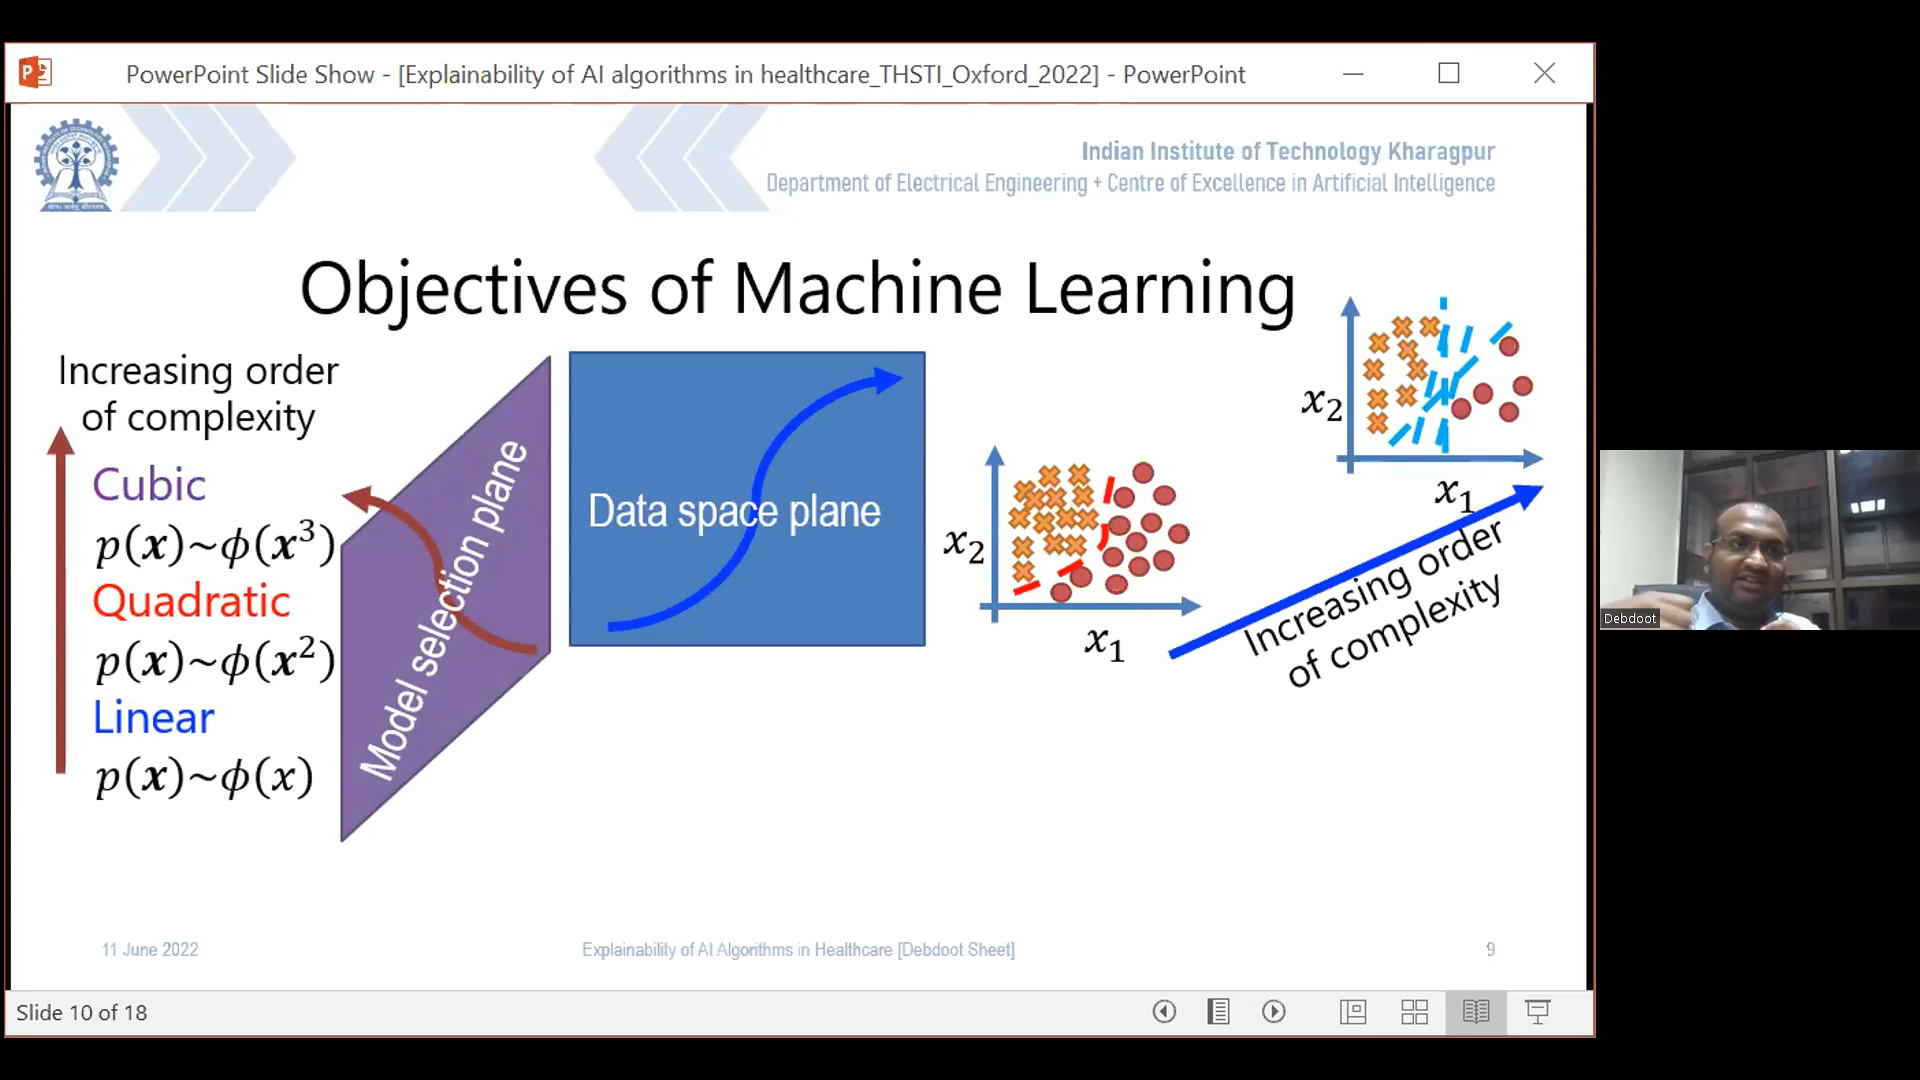 PowerPoint Slide Show - [Explainability of AI algorithms in healthcare_THSTI_Oxford_2022] - PowerPoint
Indian Institute of Technology Kharagpur
Department of Electrical Engineering + Centre of Excellence in Artificial Intelligence
Objectives of Machine Learning
Increasing order
of complexity
Cubic
p(x)~ϕ(x³)
Quadratic
p(x)~ϕ(x²)
Linear
p(x)~ϕ(x)
Model selection plane
Data space plane
x₂
x₁
x₂
x₁
Increasing order
of complexity
Debdoot
11 June 2022
Explainability of AI Algorithms in Healthcare [Debdoot Sheet]
9
Slide 10 of 18